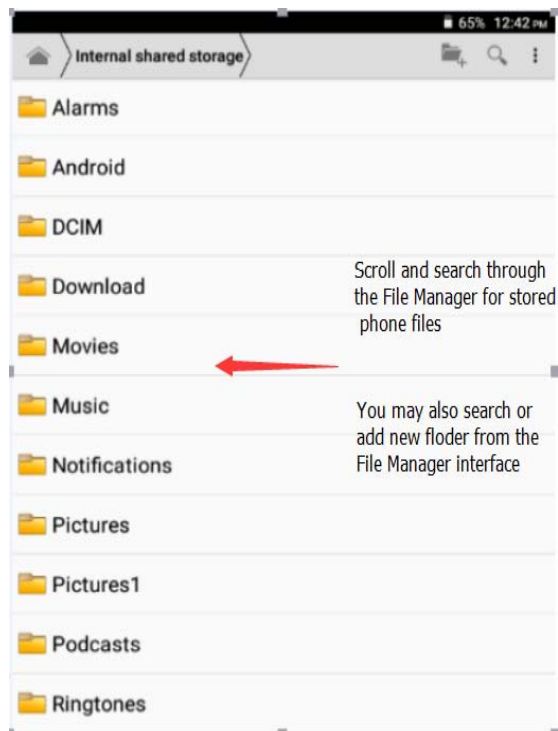 65% 12:42 PM
Internal shared storage
Alarms
Android
DCIM
Download
Scroll and search through
the File Manager for stored
phone files
Movies
Music
You may also search or
add new floder from the
File Manager interface
Notifications
Pictures
Pictures1
Podcasts
Ringtones